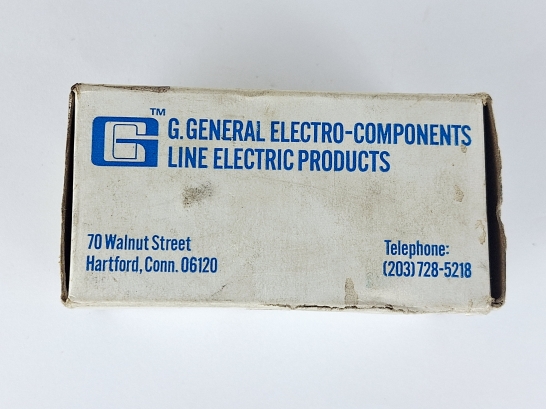 G ™
G. GENERAL ELECTRO-COMPONENTS
LINE ELECTRIC PRODUCTS
70 Walnut Street
Hartford, Conn. 06120
Telephone:
(203) 728-5218